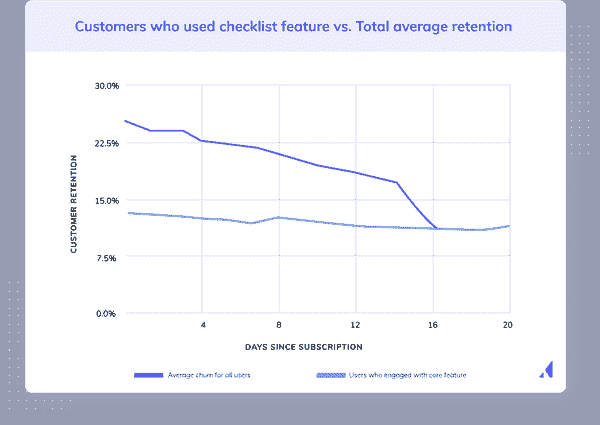 Customers who used checklist feature vs. Total average retention
30.0%
22.5%
15.0%
7.5%
0.0%
CUSTOMER RETENTION
4 8 12 16 20
DAYS SINCE SUBSCRIPTION
Average churn for all users
Users who engaged with core feature